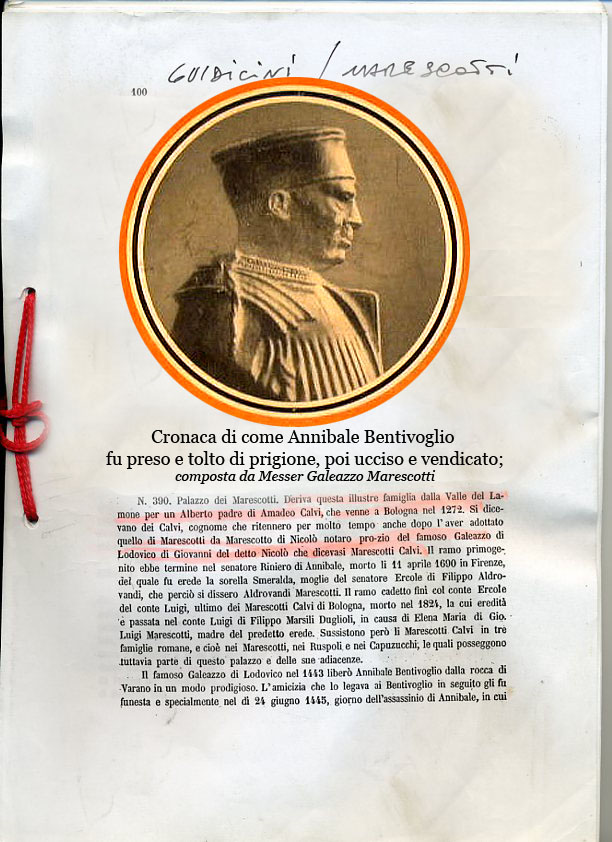 GUIDICINI / MARESCOTTI
100
Cronaca di come Annibale Bentivoglio
fu preso e tolto di prigione, poi ucciso e vendicato;
composta da Messer Galeazzo Marescotti
N. 390. Palazzo dei Marescotti. Deriva questa illustre famiglia dalla Valle del La-
mone per un Alberto padre di Amadeo Calvi, che venne a Bologna nel 1272. Si dice-
vano dei Calvi, cognome che ritennero per molto tempo anche dopo l'aver adottato
quello di Marescotti da Marescotto di Nicolò notaro pro-zio del famoso Galeazzo di
Lodovico di Giovanni del detto Nicolò che dicevasi Marescotti Calvi. Il ramo primoge-
nito ebbe termine nel senatore Riniero di Annibale, morto li 11 aprile 1690 in Firenze,
del quale fu erede la sorella Smeralda, moglie del senatore Ercole di Filippo Aldro-
vandi, che perciò si dissero Aldrovandi Marescotti. Il ramo cadetto finì col conte Ercole
del conte Luigi, ultimo dei Marescotti Calvi di Bologna, morto nel 1824, la cui eredità
è passata nel conte Luigi di Filippo Marsili Duglioli, in causa di Elena Maria di Gio.
Luigi Marescotti, madre del predetto erede. Sussistono però li Marescotti Calvi in tre
famiglie romane, e cioè nei Marescotti, nei Ruspoli e nei Capuzucchi, le quali posseggono
tuttavia parte di questo palazzo e delle sue adiacenze.
Il famoso Galeazzo di Lodovico nel 1443 liberò Annibale Bentivoglio dalla rocca di
Varano in un modo prodigioso. L'amicizia che lo legava ai Bentivoglio in seguito gli fu
funesta e specialmente nel dì 24 giugno 1445, giorno dell'assassinio di Annibale, in cui